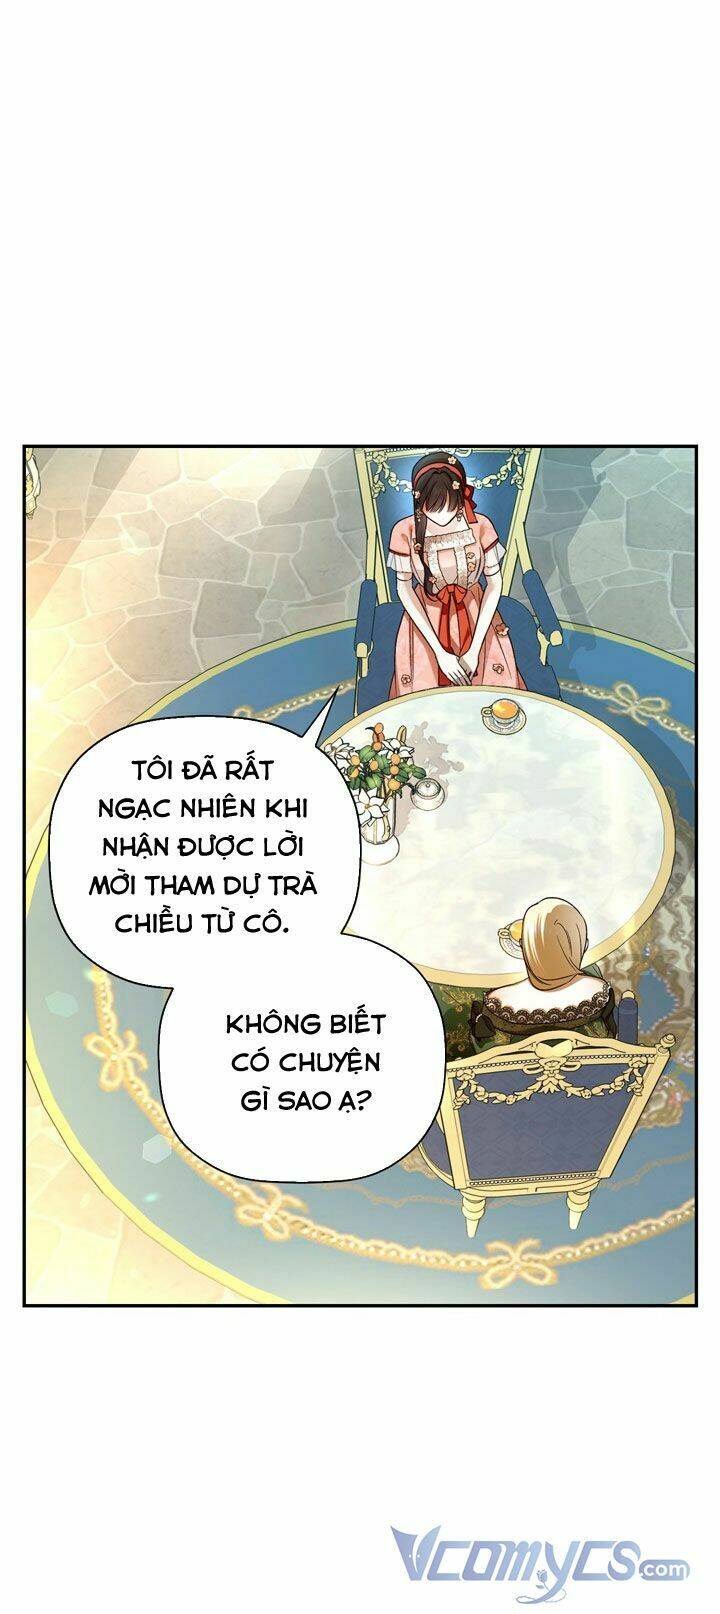 TÔI ĐÃ RẤT
NGẠC NHIÊN KHI
NHẬN ĐƯỢC LỜI
MỜI THAM DỰ TRÀ
CHIỀU TỪ CÔ.
KHÔNG BIẾT
CÓ CHUYỆN
GÌ SAO Ạ?
VCOMYCS.com